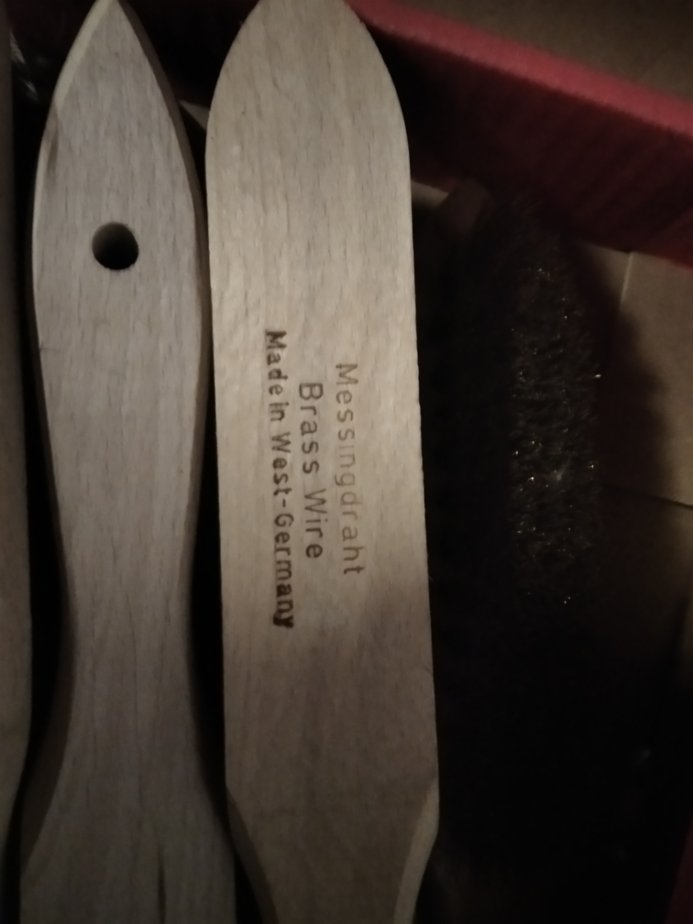 Messingdraht
Brass Wire
Made in West-Germany